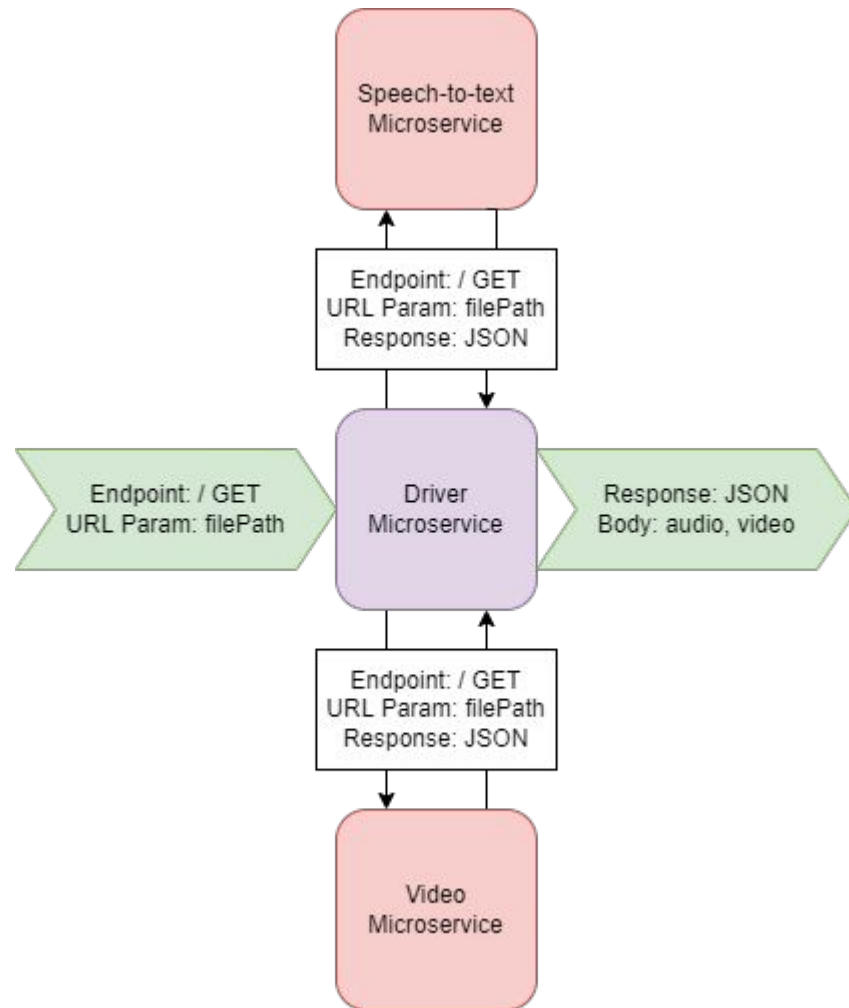 Speech-to-text
Microservice
Endpoint: / GET
URL Param: filePath
Response: JSON
Endpoint: / GET
URL Param: filePath
Driver
Microservice
Response: JSON
Body: audio, video
Endpoint: / GET
URL Param: filePath
Response: JSON
Video
Microservice